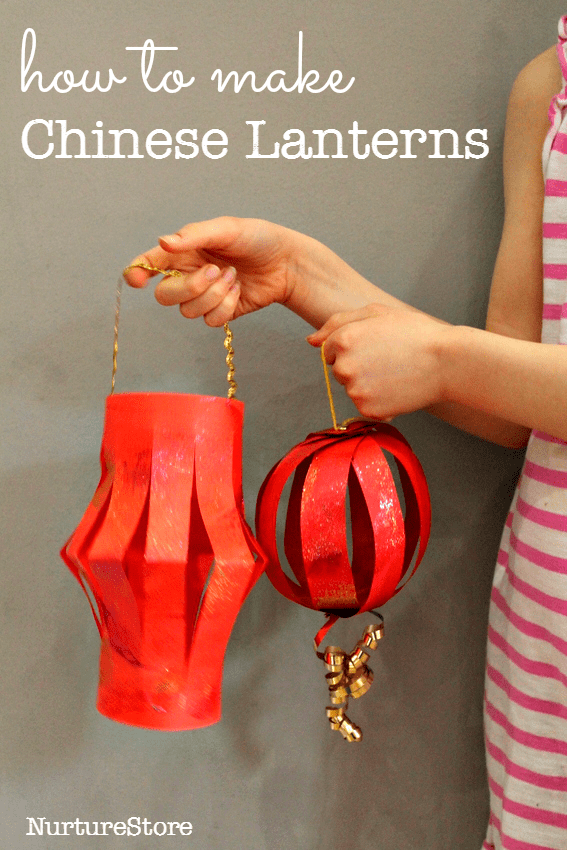 how to make
Chinese Lanterns
NurtureStore